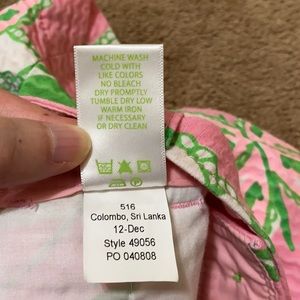 MACHINE WASH
COLD WITH
LIKE COLORS
NO BLEACH
DRY PROMPTLY
TUMBLE DRY LOW
WARM IRON
IF NECESSARY
OR DRY CLEAN
516
Colombo, Sri Lanka
12-Dec
Style 49056
PO 040808